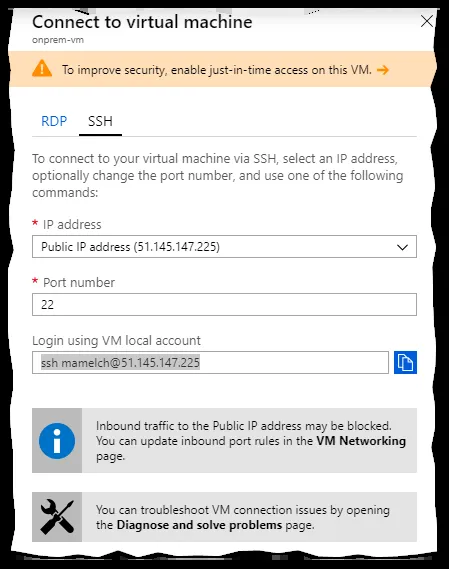 Connect to virtual machine
onprem-vm
To improve security, enable just-in-time access on this VM. →
RDP SSH
To connect to your virtual machine via SSH, select an IP address,
optionally change the port number, and use one of the following
commands:
* IP address
Public IP address (51.145.147.225)
* Port number
22
Login using VM local account
ssh mamelch@51.145.147.225
Inbound traffic to the Public IP address may be blocked.
You can update inbound port rules in the VM Networking
page.
You can troubleshoot VM connection issues by opening
the Diagnose and solve problems page.